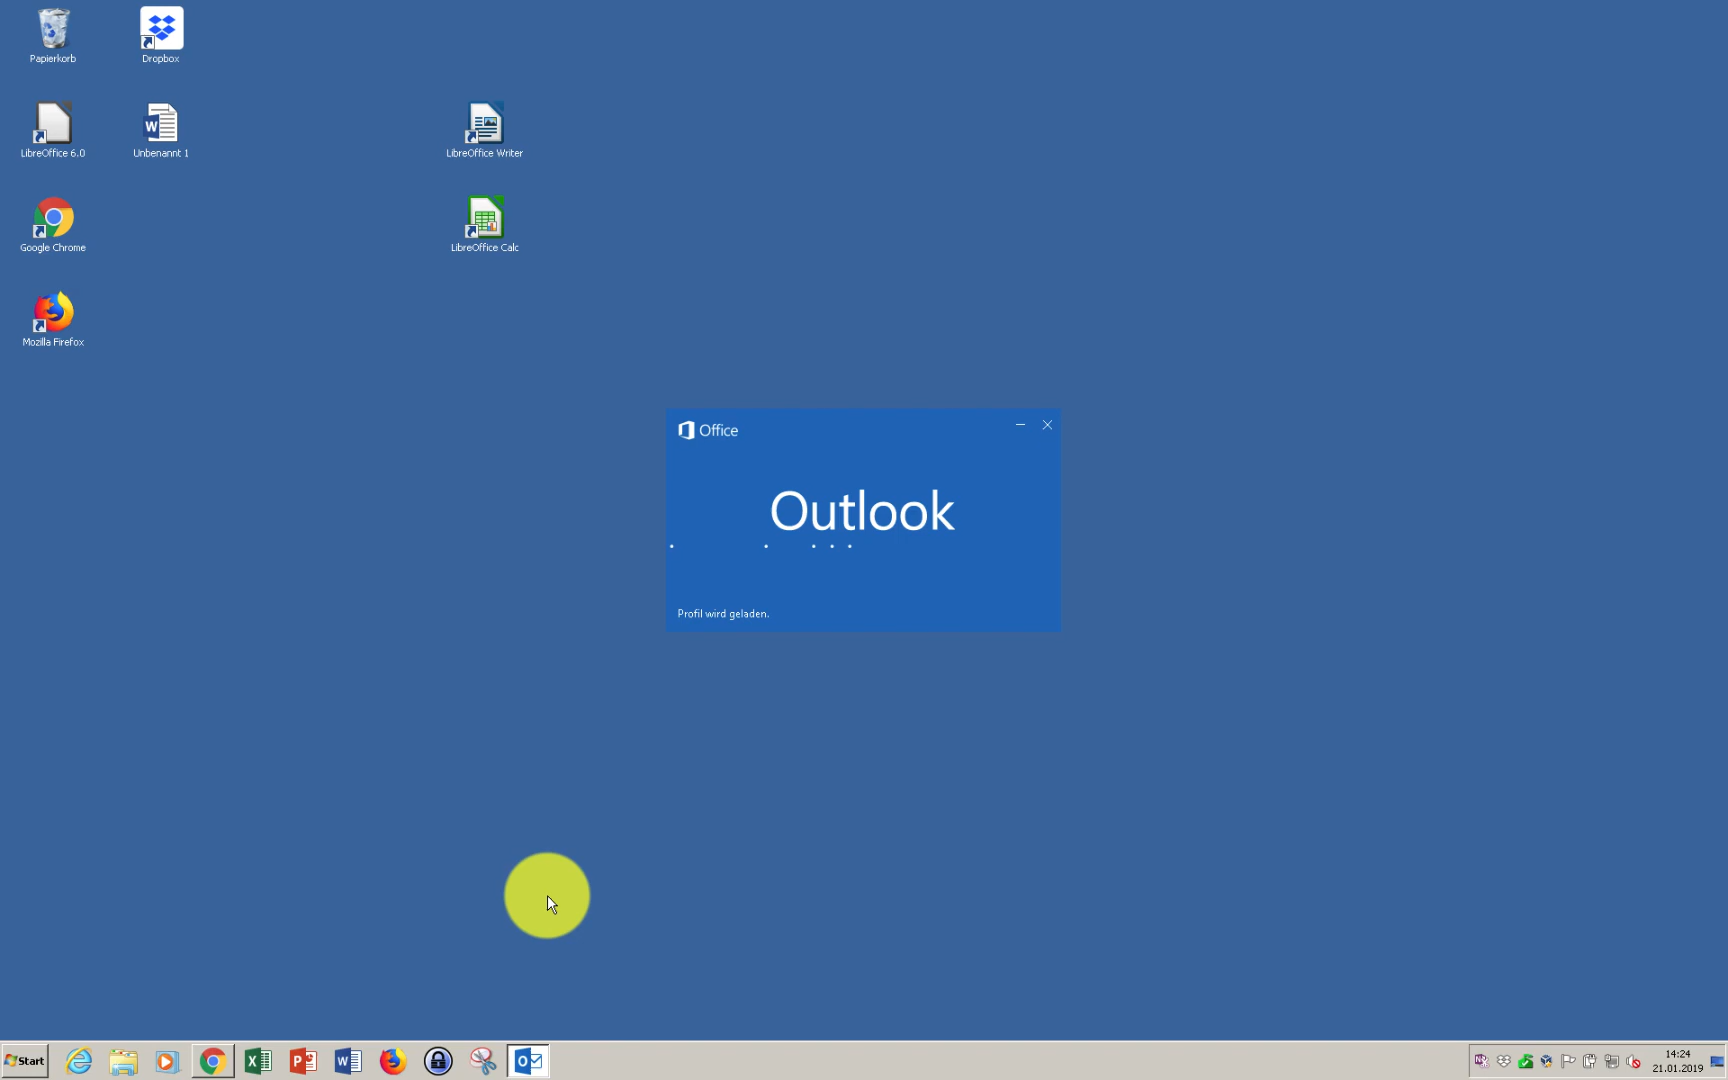 Papierkorb
Dropbox
LibreOffice 6.0
Unbenannt 1
LibreOffice Writer
Google Chrome
LibreOffice Calc
Mozilla Firefox
Office
Outlook
Profil wird geladen.
Start
14:24
21.01.2019